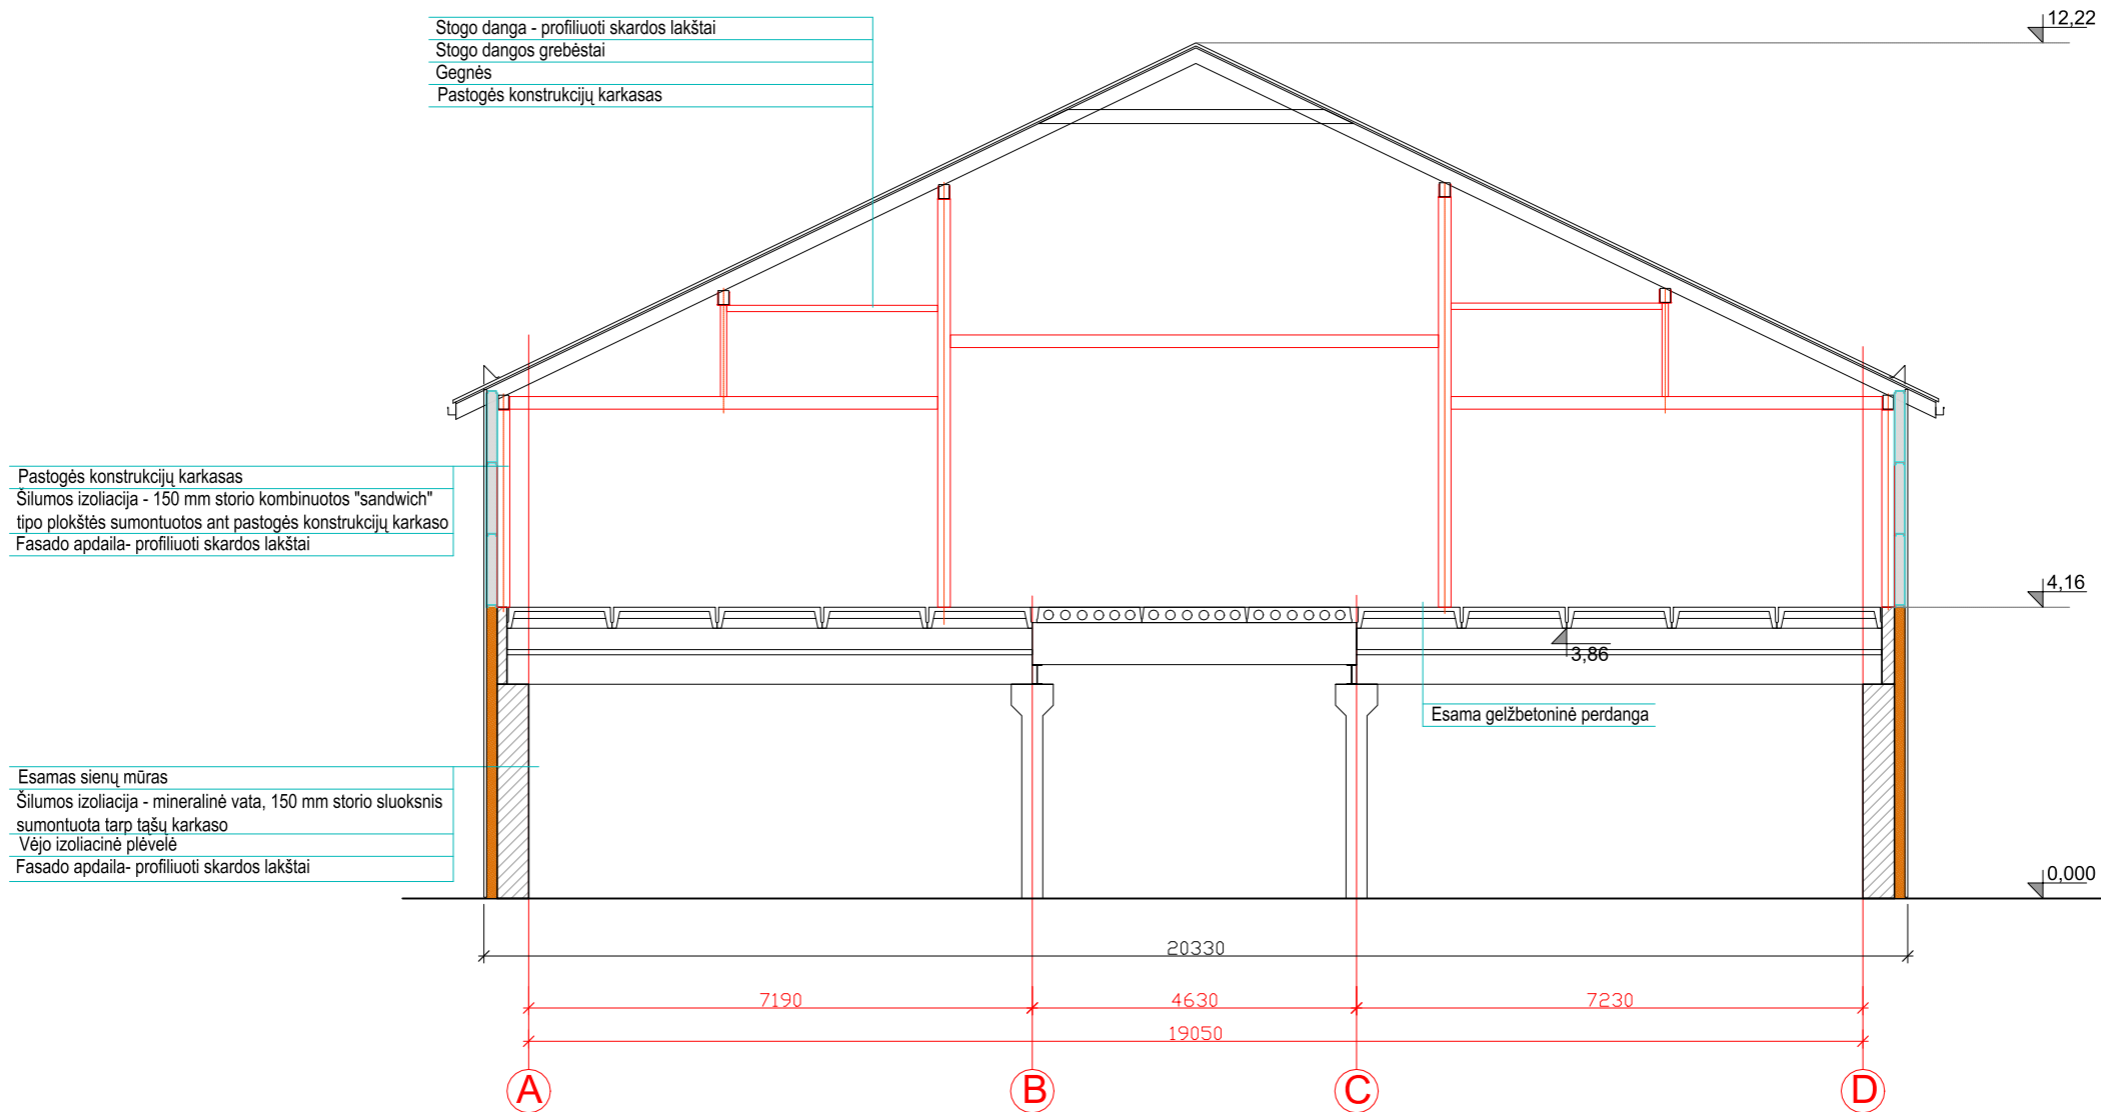 Stogo danga - profiliuoti skardos lakštai
Stogo dangos grebėstai
Gegnės
Pastogės konstrukcijų karkasas
12,22
Pastogės konstrukcijų karkasas
Šilumos izoliacija - 150 mm storio kombinuotos "sandwich"
tipo plokštės sumontuotos ant pastogės konstrukcijų karkaso
Fasado apdaila- profiliuoti skardos lakštai
4,16
3,86
Esama gelžbetoninė perdanga
Esamas sienų mūras
Šilumos izoliacija - mineralinė vata, 150 mm storio sluoksnis
sumontuota tarp tąšų karkaso
Vėjo izoliacinė plėvelė
Fasado apdaila- profiliuoti skardos lakštai
0,000
20330
7190
4630
7230
19050
A
B
C
D